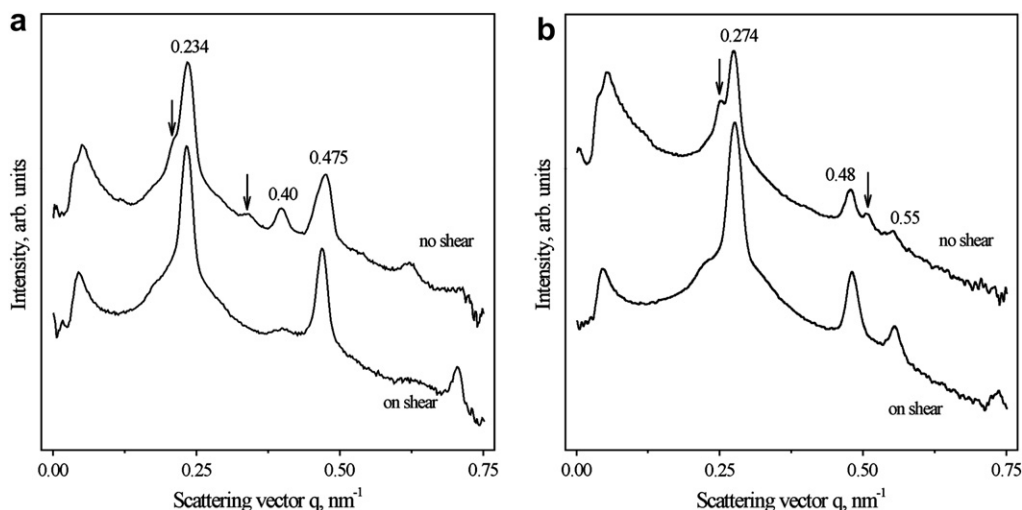 a
0.234
0.475
0.40
no shear
on shear
Intensity, arb. units
0.00
0.25
0.50
0.75
Scattering vector q, nm⁻¹
b
0.274
0.48
0.55
no shear
on shear
Intensity, arb. units
0.00
0.25
0.50
0.75
Scattering vector q, nm⁻¹